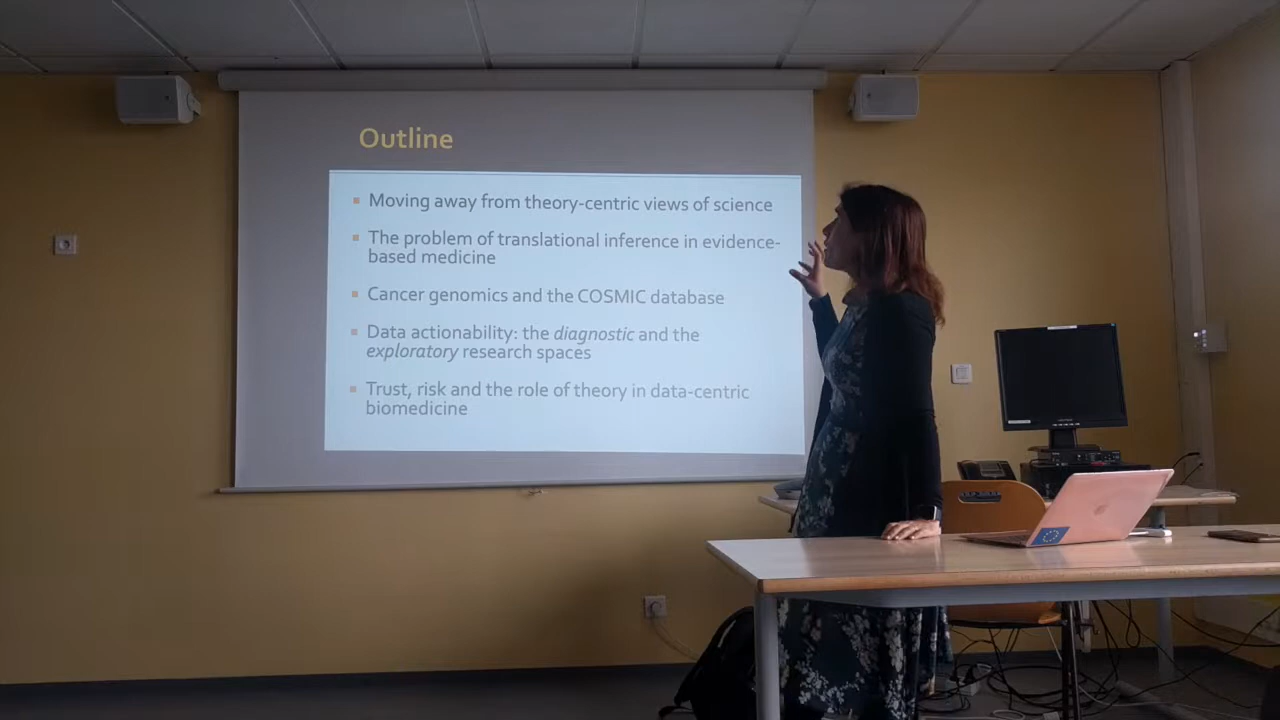 Outline
Moving away from theory-centric views of science
The problem of translational inference in evidence-
based medicine
Cancer genomics and the COSMIC database
Data actionability: the diagnostic and the
exploratory research spaces
Trust, risk and the role of theory in data-centric
biomedicine